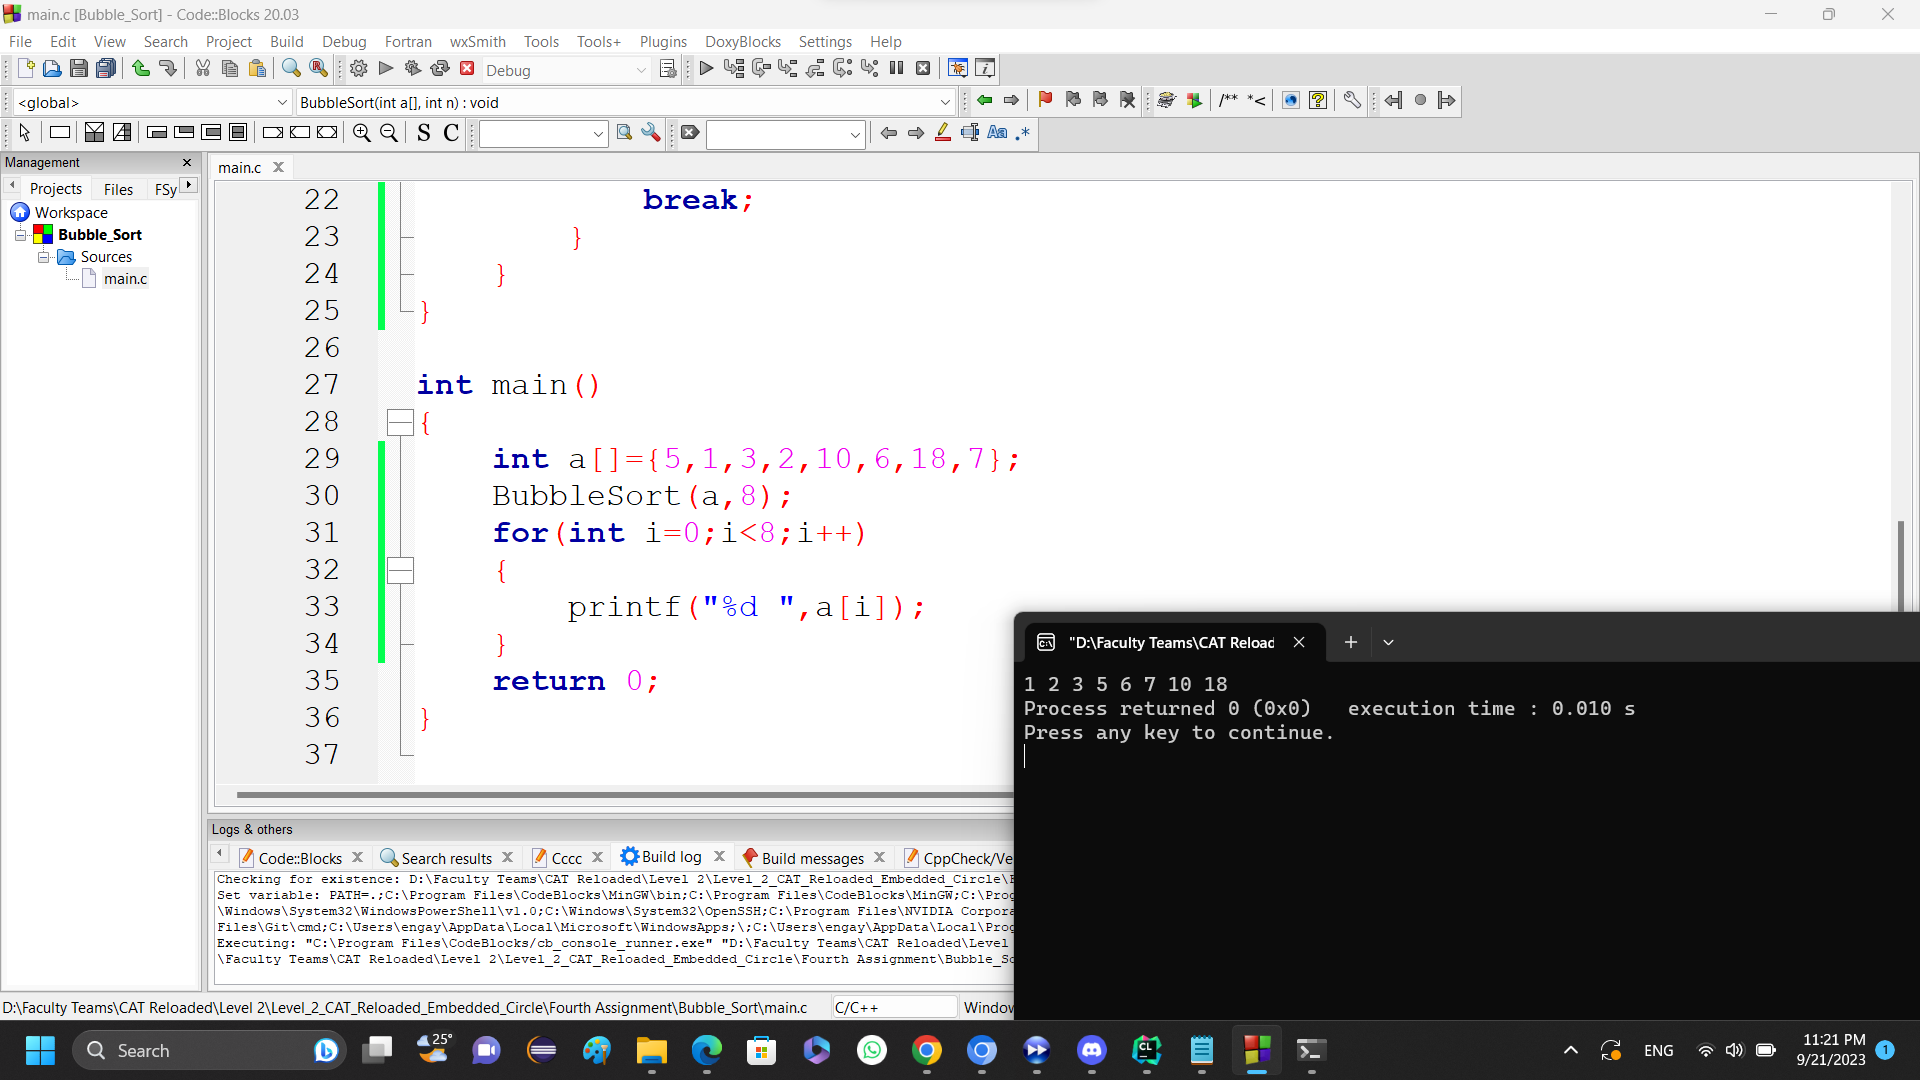 main.c [Bubble_Sort] - Code::Blocks 20.03
File Edit View Search Project Build Debug Fortran wxSmith Tools Tools+ Plugins DoxyBlocks Settings Help
Debug
<global> BubbleSort(int a[], int n) : void
/** *<
S C
Aa .*
Management
Projects Files FSy
Workspace
Bubble_Sort
Sources
main.c
main.c
22 break;
23 }
24 }
25 }
26
27 int main()
28 {
29 int a[]={5,1,3,2,10,6,18,7};
30 BubbleSort(a,8);
31 for(int i=0;i<8;i++)
32 {
33 printf("%d ",a[i]);
34 }
35 return 0;
36 }
37
"D:\Faculty Teams\CAT Reload
1 2 3 5 6 7 10 18
Process returned 0 (0x0)   execution time : 0.010 s
Press any key to continue.
Logs & others
Code::Blocks Search results Cccc Build log Build messages CppCheck/Ve
Checking for existence: D:\Faculty Teams\CAT Reloaded\Level 2\Level_2_CAT_Reloaded_Embedded_Circle\
Set variable: PATH=.;C:\Program Files\CodeBlocks\MinGW\bin;C:\Program Files\CodeBlocks\MinGW;C:\Prog
\Windows\System32\WindowsPowerShell\v1.0;C:\Windows\System32\OpenSSH;C:\Program Files\NVIDIA Corpora
Files\Git\cmd;C:\Users\engay\AppData\Local\Microsoft\WindowsApps;\;C:\Users\engay\AppData\Local\Prog
Executing: "C:\Program Files\CodeBlocks/cb_console_runner.exe" "D:\Faculty Teams\CAT Reloaded\Level
\Faculty Teams\CAT Reloaded\Level 2\Level_2_CAT_Reloaded_Embedded_Circle\Fourth Assignment\Bubble_So
D:\Faculty Teams\CAT Reloaded\Level 2\Level_2_CAT_Reloaded_Embedded_Circle\Fourth Assignment\Bubble_Sort\main.c C/C++ Window
Search 25° CL ENG 11:21 PM 1
9/21/2023